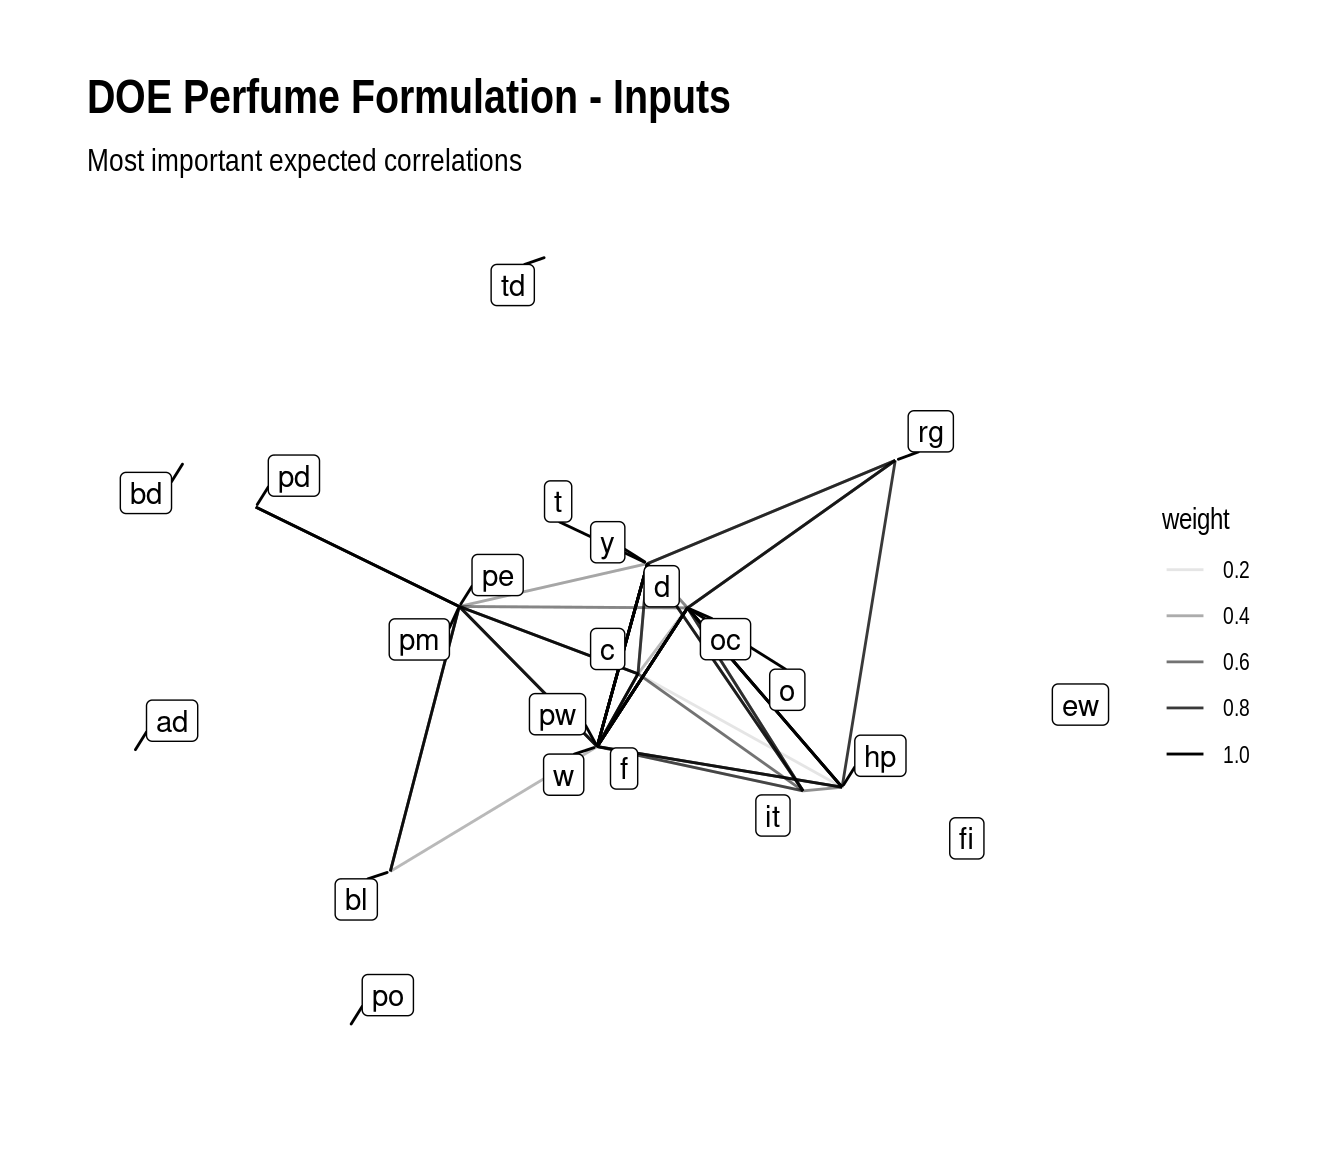 DOE Perfume Formulation - Inputs
Most important expected correlations
td
rg
bd
pd
t
y
weight
pe
d
0.2
0.4
pm
c
oc
0.6
o
ew
0.8
ad
pw
1.0
w
f
hp
it
fi
bl
po